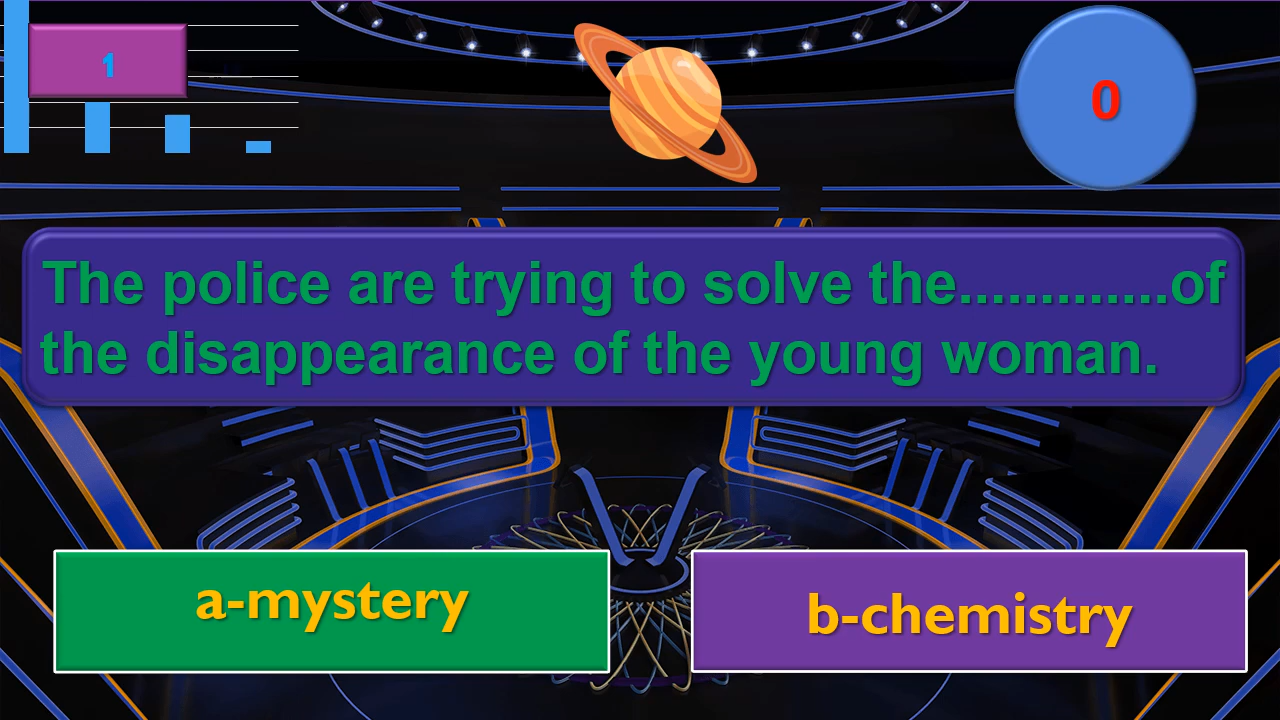 1
0
The police are trying to solve the.............of
the disappearance of the young woman.
a-mystery
b-chemistry